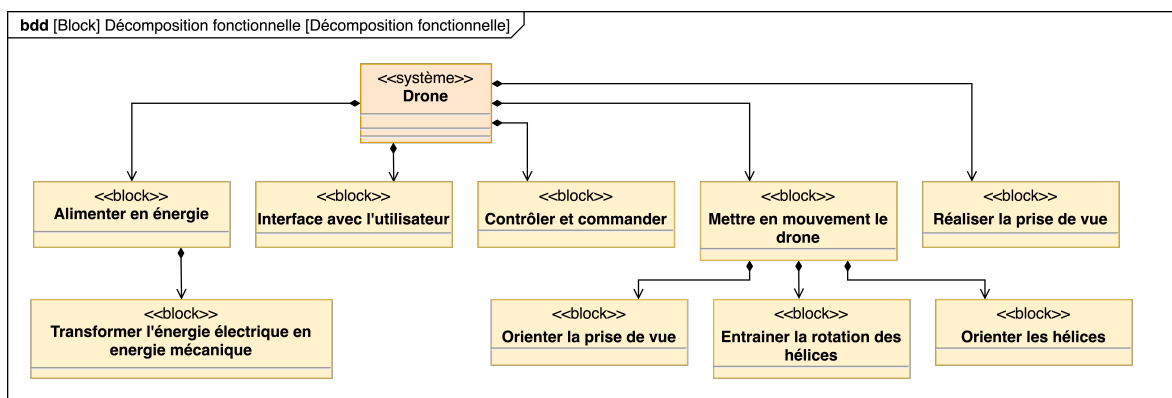 bdd [Block] Décomposition fonctionnelle [Décomposition fonctionnelle]
<<système>>
Drone
<<block>>
Alimenter en énergie
<<block>>
Interface avec l'utilisateur
<<block>>
Contrôler et commander
<<block>>
Mettre en mouvement le
drone
<<block>>
Réaliser la prise de vue
<<block>>
Transformer l'énergie électrique en
energie mécanique
<<block>>
Orienter la prise de vue
<<block>>
Entrainer la rotation des
hélices
<<block>>
Orienter les hélices